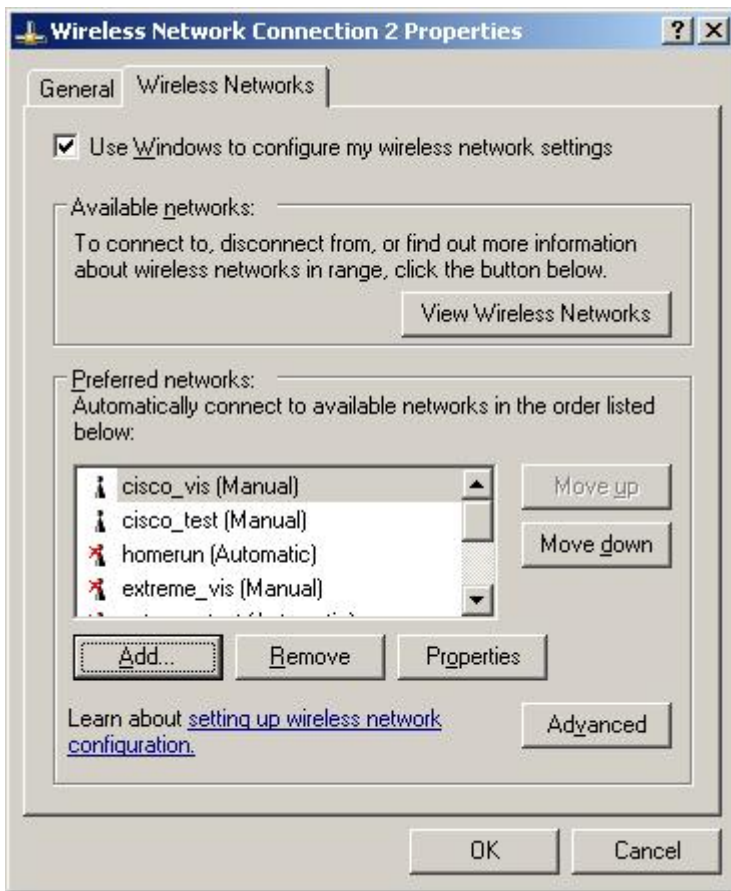 Wireless Network Connection 2 Properties
General
Wireless Networks
Use Windows to configure my wireless network settings
Available networks:
To connect to, disconnect from, or find out more information
about wireless networks in range, click the button below.
View Wireless Networks
Preferred networks:
Automatically connect to available networks in the order listed
below:
cisco_vis (Manual)
cisco_test (Manual)
homerun (Automatic)
extreme_vis (Manual)
Move up
Move down
Add...
Remove
Properties
Learn about setting up wireless network
configuration.
Advanced
OK
Cancel